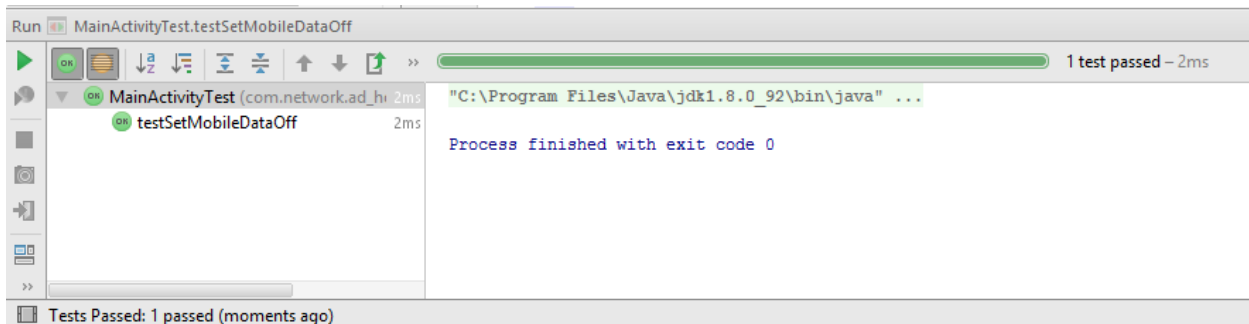 Run MainActivityTest.testSetMobileDataOff
1 test passed – 2ms
MainActivityTest (com.network.ad_h 2ms
testSetMobileDataOff 2ms
"C:\Program Files\Java\jdk1.8.0_92\bin\java" ...
Process finished with exit code 0
Tests Passed: 1 passed (moments ago)